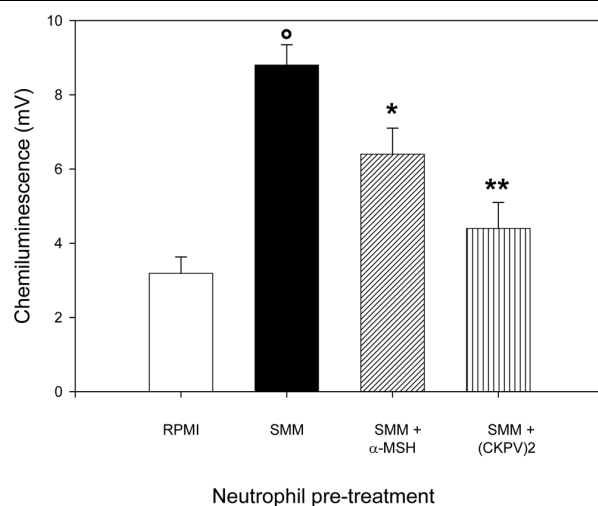 Chemiluminescence (mV)
10
8
6
4
2
0
°
*
**
RPMI
SMM
SMM +
α-MSH
SMM +
(CKPV)2
Neutrophil pre-treatment